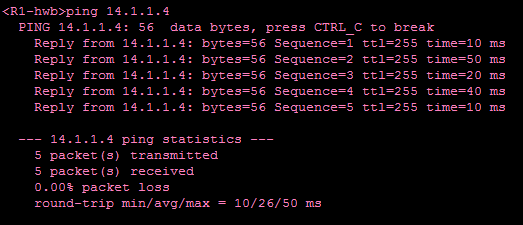 <R1-hwb>ping 14.1.1.4
PING 14.1.1.4: 56  data bytes, press CTRL_C to break
Reply from 14.1.1.4: bytes=56 Sequence=1 ttl=255 time=10 ms
Reply from 14.1.1.4: bytes=56 Sequence=2 ttl=255 time=50 ms
Reply from 14.1.1.4: bytes=56 Sequence=3 ttl=255 time=20 ms
Reply from 14.1.1.4: bytes=56 Sequence=4 ttl=255 time=40 ms
Reply from 14.1.1.4: bytes=56 Sequence=5 ttl=255 time=10 ms
--- 14.1.1.4 ping statistics ---
5 packet(s) transmitted
5 packet(s) received
0.00% packet loss
round-trip min/avg/max = 10/26/50 ms